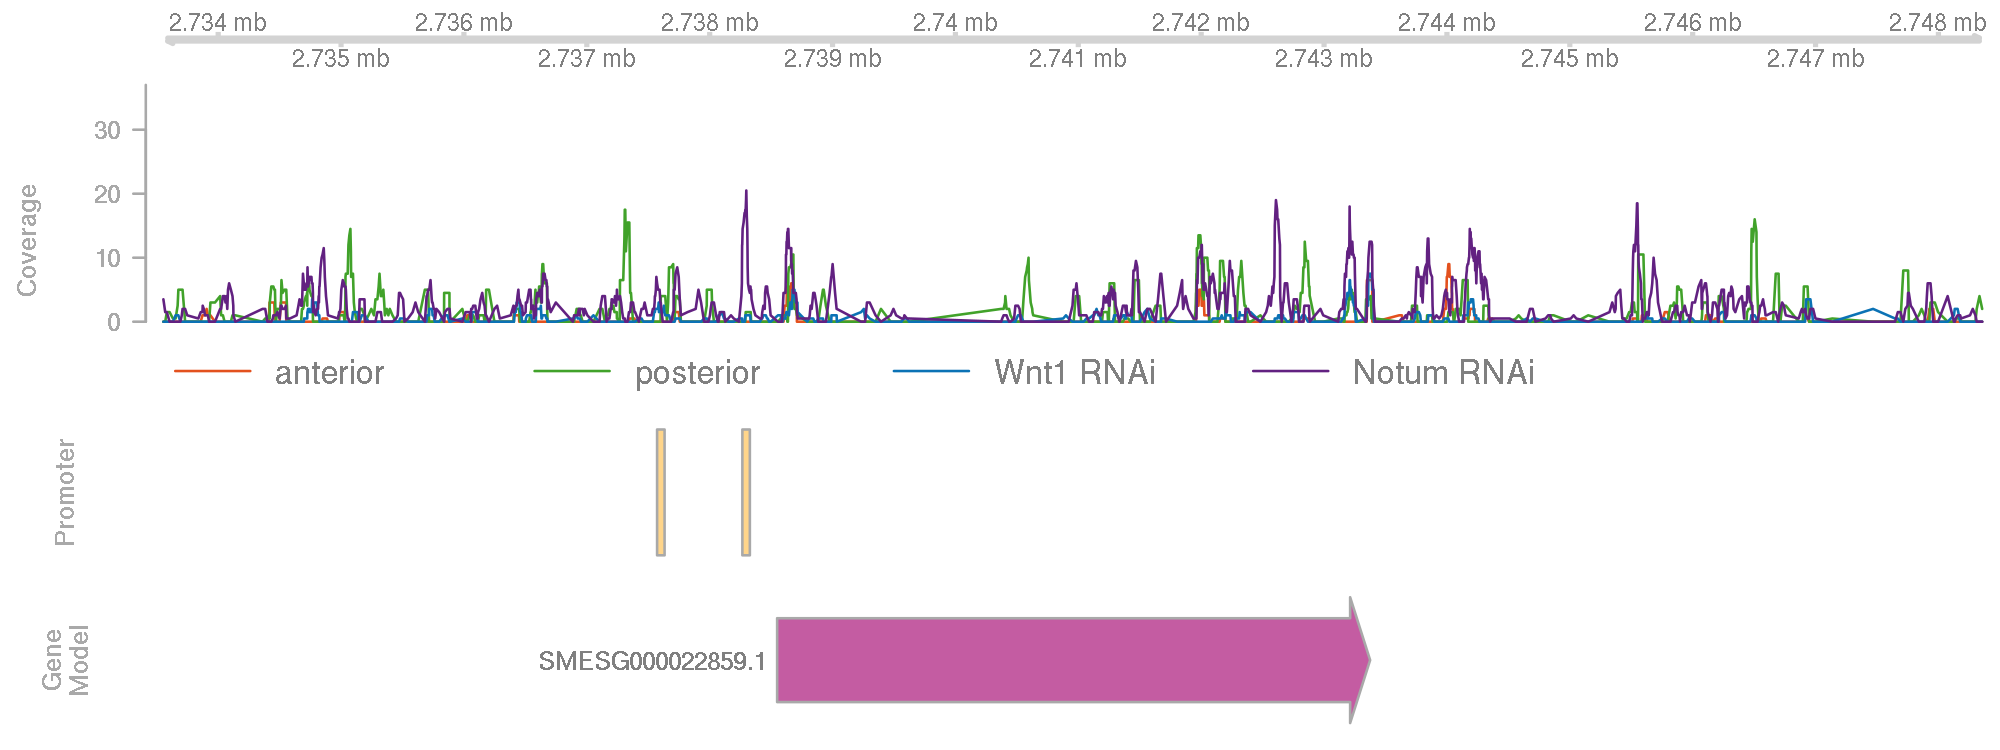 2.734 mb 2.736 mb 2.738 mb 2.74 mb 2.742 mb 2.744 mb 2.746 mb 2.748 mb
2.735 mb 2.737 mb 2.739 mb 2.741 mb 2.743 mb 2.745 mb 2.747 mb
Coverage
30
20
10
0
anterior posterior Wnt1 RNAi Notum RNAi
Promoter
0
Gene
Model
SMESG000022859.1